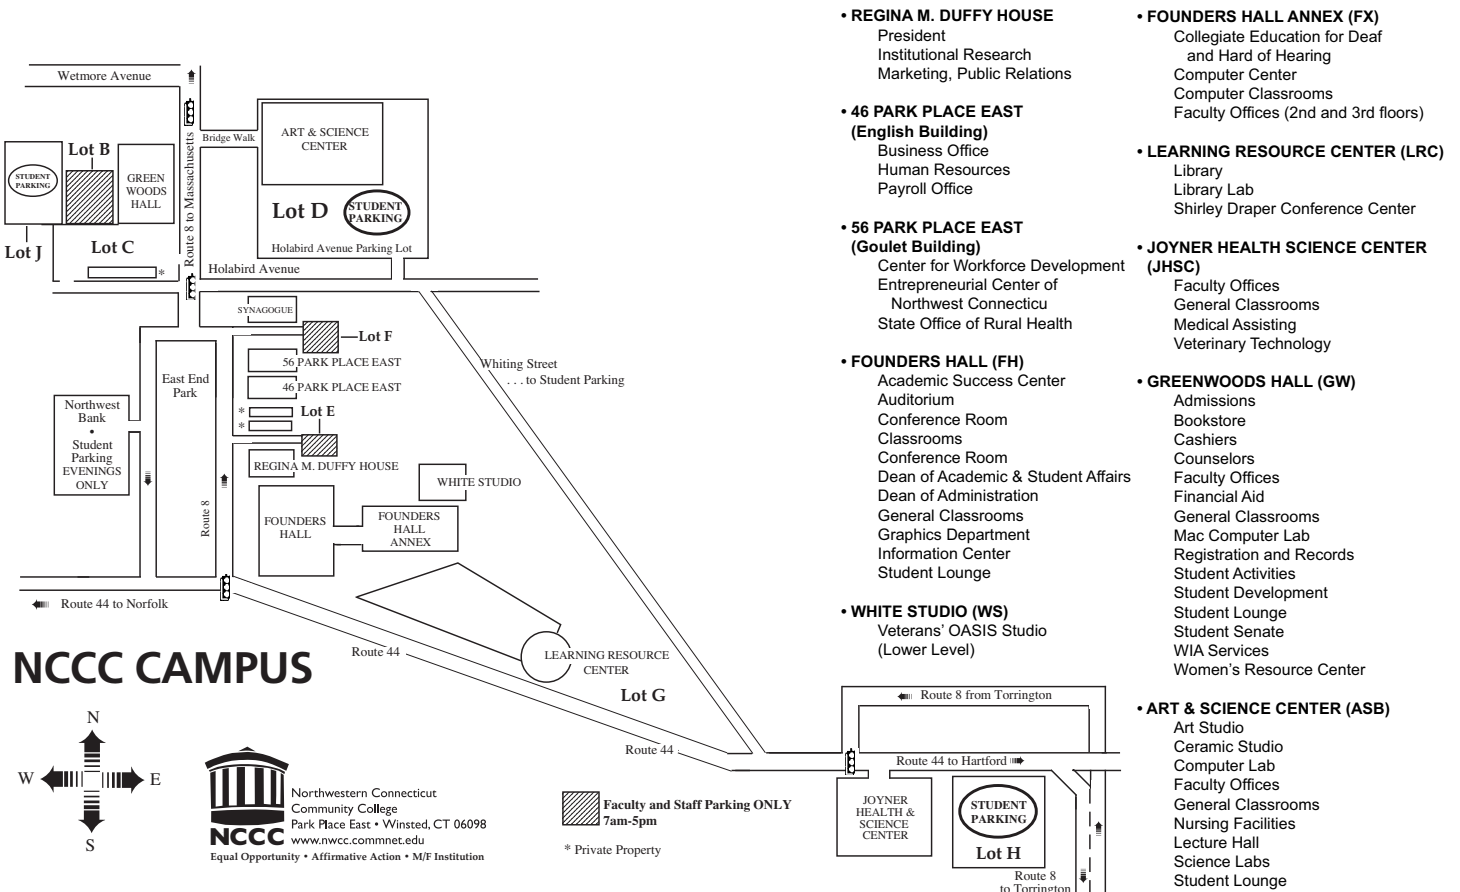 Wetmore Avenue
Bridge Walk
ART & SCIENCE
CENTER
Lot B
STUDENT
PARKING
GREEN
WOODS
HALL
Route 8 to Massachusetts
Lot D
STUDENT
PARKING
Lot J
Lot C
*
Holabird Avenue Parking Lot
Holabird Avenue
SYNAGOGUE
Lot F
56 PARK PLACE EAST
46 PARK PLACE EAST
Whiting Street
. . . to Student Parking
East End
Park
Northwest
Bank
•
Student
Parking
EVENINGS
ONLY
*
*
Lot E
REGINA M. DUFFY HOUSE
WHITE STUDIO
Route 8
FOUNDERS
HALL
FOUNDERS
HALL
ANNEX
Route 44 to Norfolk
Route 44
LEARNING RESOURCE
CENTER
Lot G
Route 44
NCCC CAMPUS
N
W
E
S
NCCC
Northwestern Connecticut
Community College
Park Place East • Winsted, CT 06098
www.nwcc.commnet.edu
Equal Opportunity • Affirmative Action • M/F Institution
Faculty and Staff Parking ONLY
7am-5pm
* Private Property
Route 8 from Torrington
Route 44 to Hartford
JOYNER
HEALTH &
SCIENCE
CENTER
STUDENT
PARKING
Lot H
Route 8
to Torrington
• REGINA M. DUFFY HOUSE
President
Institutional Research
Marketing, Public Relations
• 46 PARK PLACE EAST
(English Building)
Business Office
Human Resources
Payroll Office
• 56 PARK PLACE EAST
(Goulet Building)
Center for Workforce Development
Entrepreneurial Center of
Northwest Connecticu
State Office of Rural Health
• FOUNDERS HALL (FH)
Academic Success Center
Auditorium
Conference Room
Classrooms
Conference Room
Dean of Academic & Student Affairs
Dean of Administration
General Classrooms
Graphics Department
Information Center
Student Lounge
• WHITE STUDIO (WS)
Veterans’ OASIS Studio
(Lower Level)
• FOUNDERS HALL ANNEX (FX)
Collegiate Education for Deaf
and Hard of Hearing
Computer Center
Computer Classrooms
Faculty Offices (2nd and 3rd floors)
• LEARNING RESOURCE CENTER (LRC)
Library
Library Lab
Shirley Draper Conference Center
• JOYNER HEALTH SCIENCE CENTER
(JHSC)
Faculty Offices
General Classrooms
Medical Assisting
Veterinary Technology
• GREENWOODS HALL (GW)
Admissions
Bookstore
Cashiers
Counselors
Faculty Offices
Financial Aid
General Classrooms
Mac Computer Lab
Registration and Records
Student Activities
Student Development
Student Lounge
Student Senate
WIA Services
Women’s Resource Center
• ART & SCIENCE CENTER (ASB)
Art Studio
Ceramic Studio
Computer Lab
Faculty Offices
General Classrooms
Nursing Facilities
Lecture Hall
Science Labs
Student Lounge